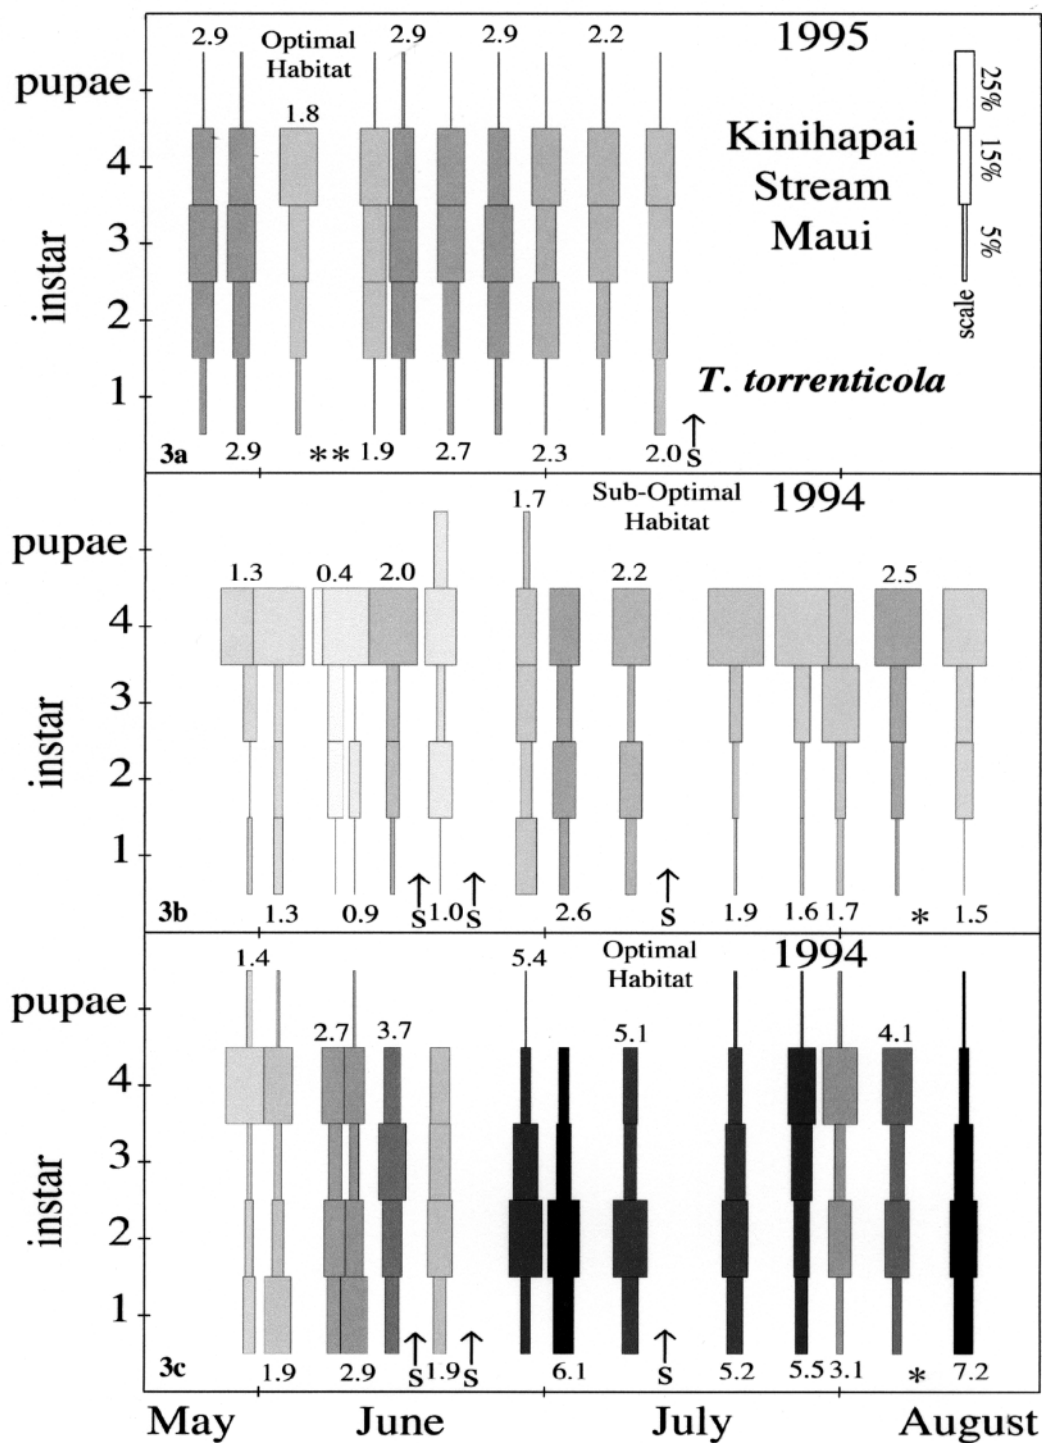 2.9 2.9 2.9 2.2 1995
Optimal
Habitat
pupae
1.8
25%
15%
5%
scale
Kinihapai
Stream
Maui
4
3
2
1
instar
T. torrenticola
3a 2.9 ** 1.9 2.7 2.3 2.0 S
1.7 Sub-Optimal 1994
Habitat
pupae
1.3 0.4 2.0 2.2 2.5
4
3
2
1
instar
3b 1.3 0.9 S 1.0 S 2.6 S 1.9 1.6 1.7 * 1.5
1.4 5.4 Optimal 1994
Habitat
pupae
2.7 3.7 5.1 4.1
4
3
2
1
instar
3c 1.9 2.9 S 1.9 S 6.1 S 5.2 5.5 3.1 * 7.2
May June July August